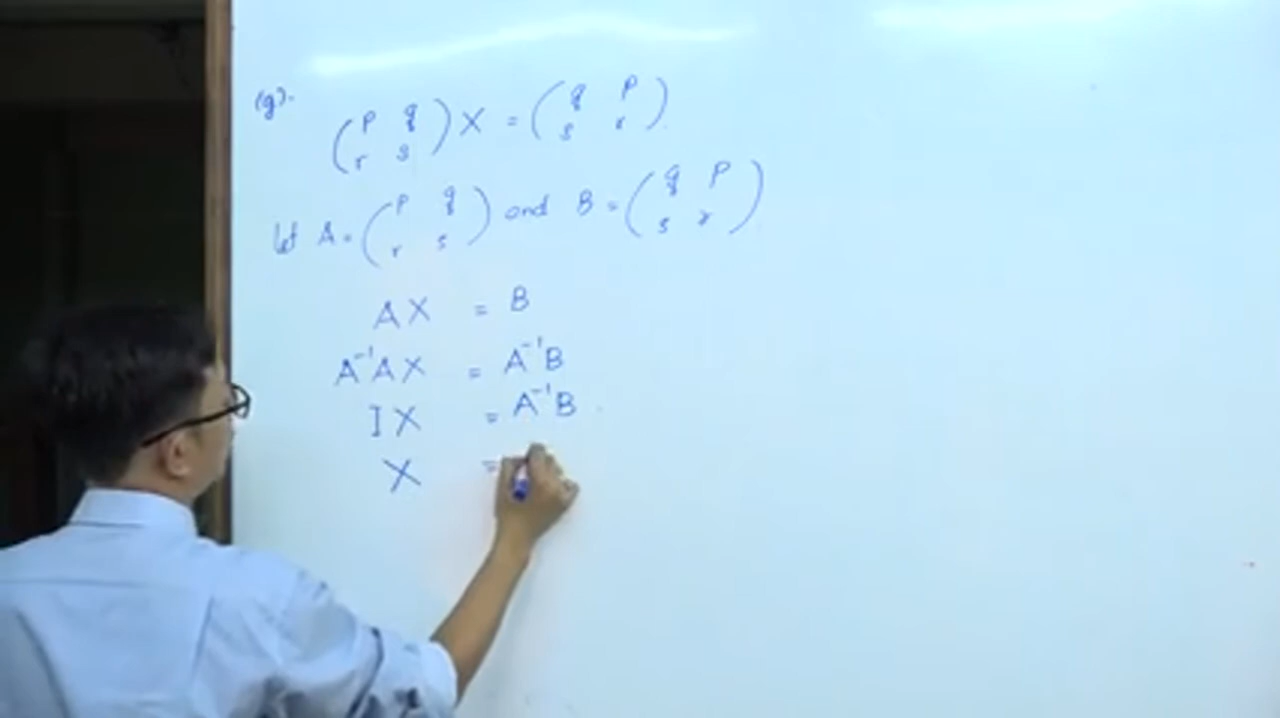 (g). (p q r s) X = (q p s r).
let A = (p q r s) and B = (q p s r)
AX = B
A⁻¹AX = A⁻¹B
IX = A⁻¹B
X =